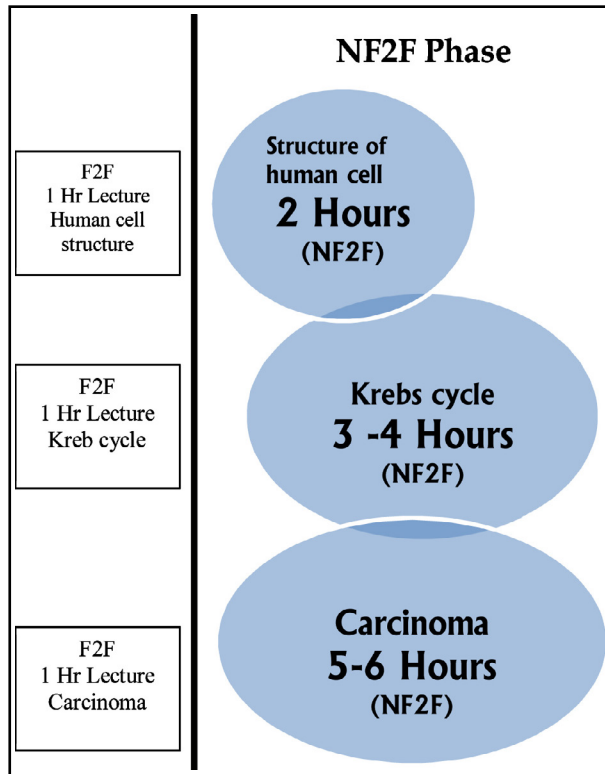 NF2F Phase
F2F
1 Hr Lecture
Human cell
structure
Structure of
human cell
2 Hours
(NF2F)
F2F
1 Hr Lecture
Kreb cycle
Krebs cycle
3 -4 Hours
(NF2F)
F2F
1 Hr Lecture
Carcinoma
Carcinoma
5-6 Hours
(NF2F)